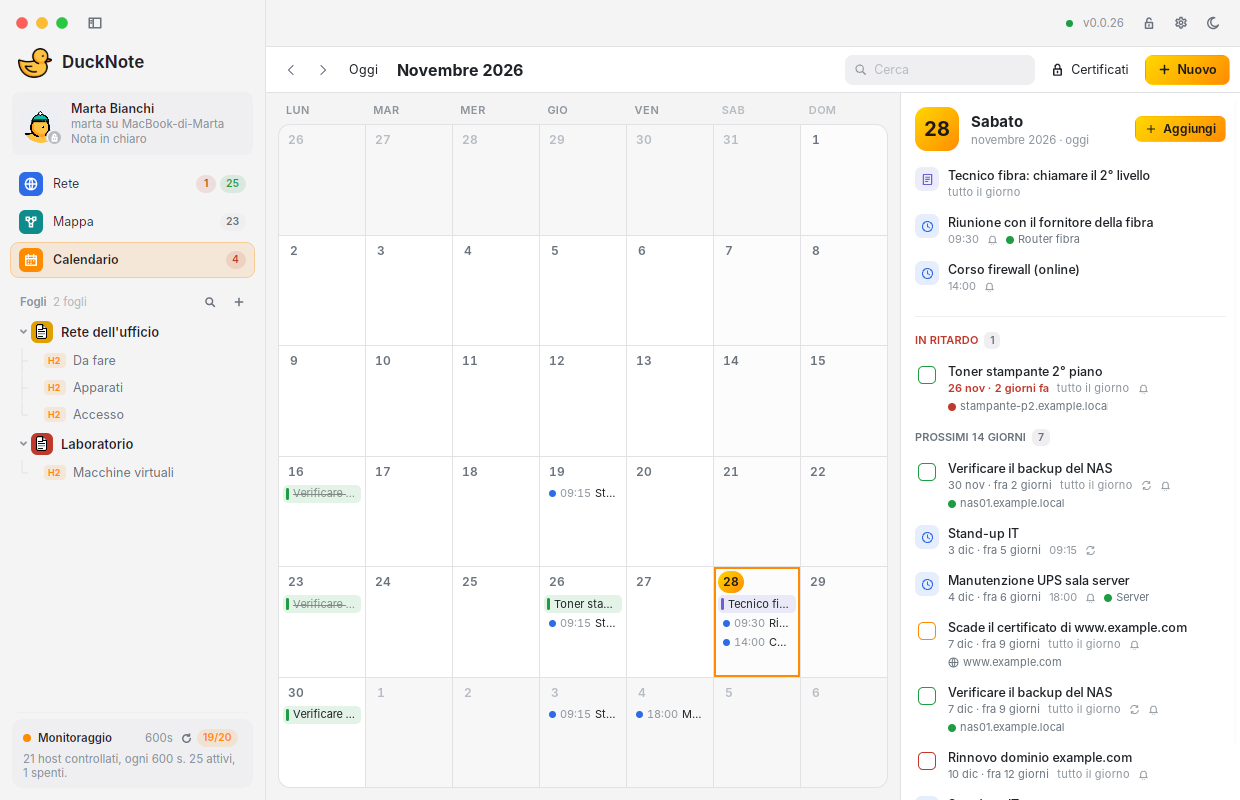 v0.0.26
DuckNote
Marta Bianchi
marta su MacBook-di-Marta
Nota in chiaro
Rete 1 25
Mappa 23
Calendario 4
Fogli 2 fogli
Rete dell'ufficio
H2 Da fare
H2 Apparati
H2 Accesso
Laboratorio
H2 Macchine virtuali
Monitoraggio 600s 19/20
21 host controllati, ogni 600 s. 25 attivi,
1 spenti.
Oggi Novembre 2026 Cerca Certificati + Nuovo
LUN MAR MER GIO VEN SAB DOM
26 27 28 29 30 31 1
2 3 4 5 6 7 8
9 10 11 12 13 14 15
16 17 18 19 20 21 22
Verificare ... 09:15 St...
23 24 25 26 27 28 29
Verificare ... Toner sta... Tecnico fi...
09:15 St... 09:30 Ri...
14:00 C...
30 1 2 3 4 5 6
Verificare ... 09:15 St... 18:00 M...
28 Sabato + Aggiungi
novembre 2026 · oggi
Tecnico fibra: chiamare il 2° livello
tutto il giorno
Riunione con il fornitore della fibra
09:30 Router fibra
Corso firewall (online)
14:00
IN RITARDO 1
Toner stampante 2° piano
26 nov · 2 giorni fa tutto il giorno
stampante-p2.example.local
PROSSIMI 14 GIORNI 7
Verificare il backup del NAS
30 nov · fra 2 giorni tutto il giorno
nas01.example.local
Stand-up IT
3 dic · fra 5 giorni 09:15
Manutenzione UPS sala server
4 dic · fra 6 giorni 18:00 Server
Scade il certificato di www.example.com
7 dic · fra 9 giorni tutto il giorno
www.example.com
Verificare il backup del NAS
7 dic · fra 9 giorni tutto il giorno
nas01.example.local
Rinnovo dominio example.com
10 dic · fra 12 giorni tutto il giorno